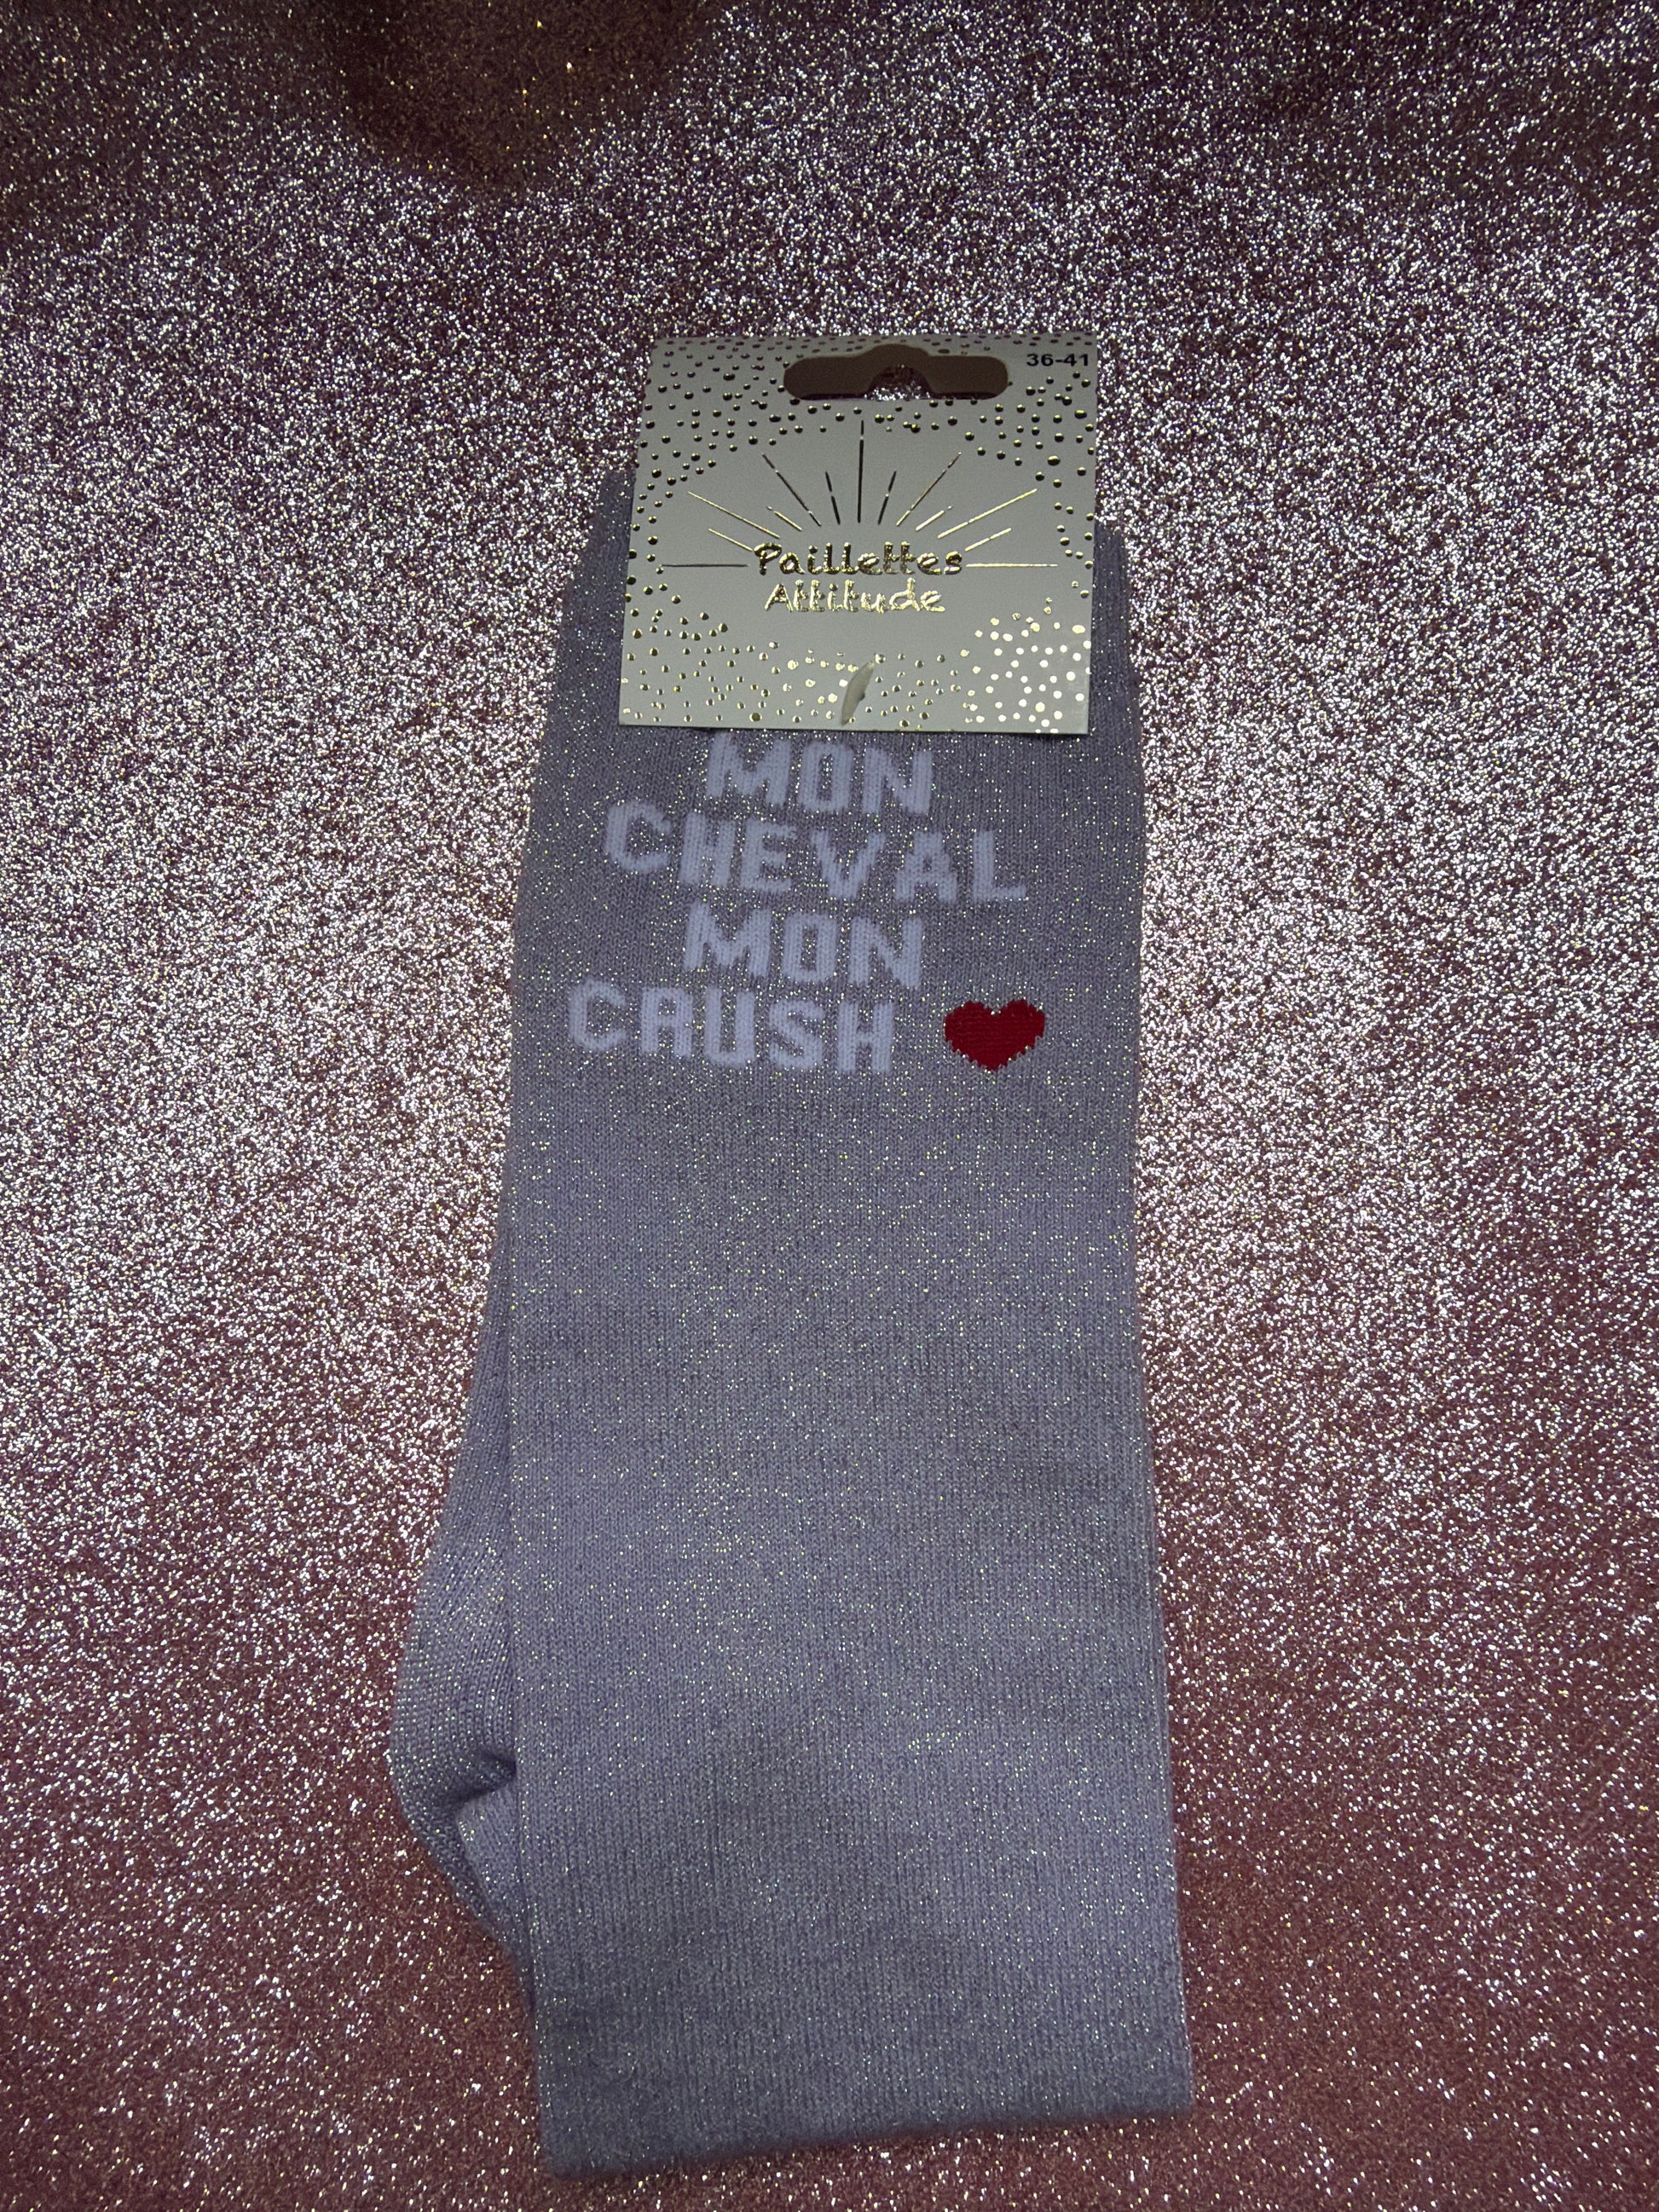 36-41
Paillettes
Attitude
MON
CHEVAL
MON
CRUSH